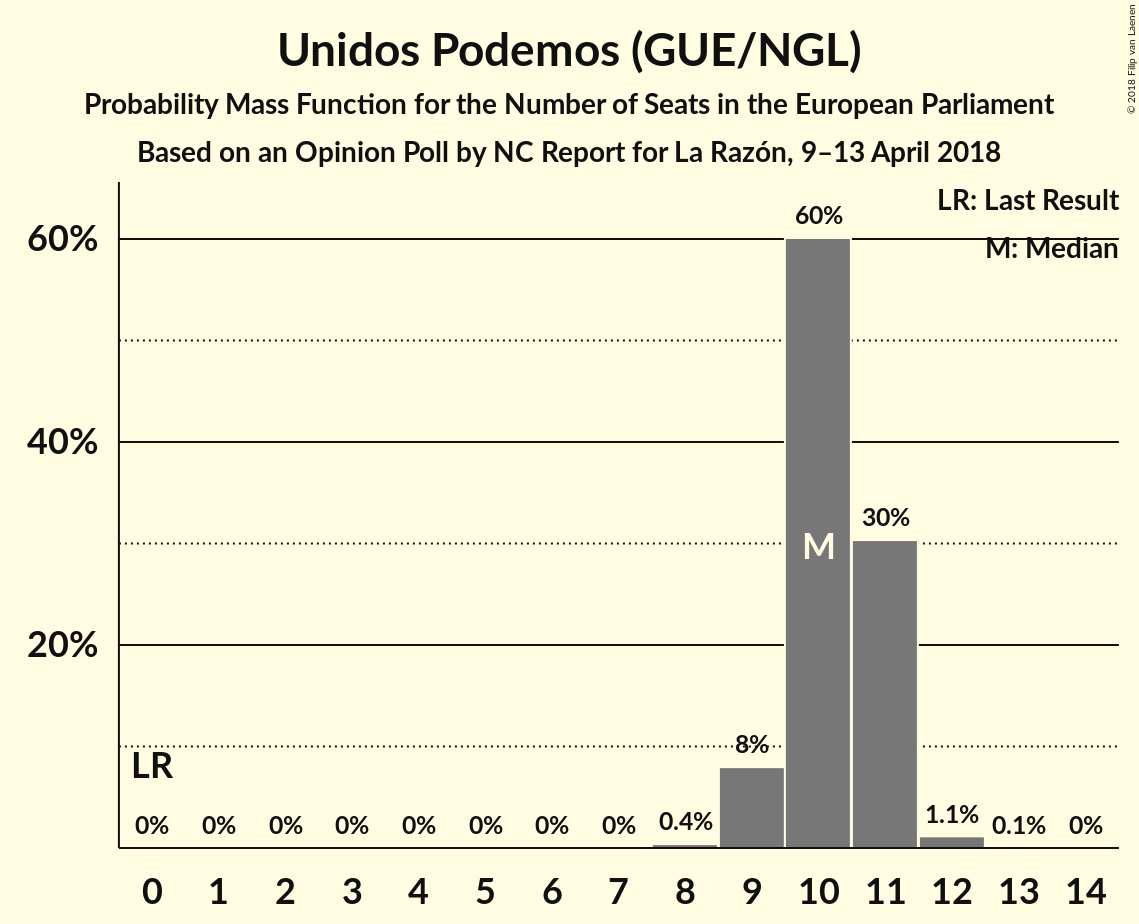 Unidos Podemos (GUE/NGL)
Probability Mass Function for the Number of Seats in the European Parliament
Based on an Opinion Poll by NC Report for La Razón, 9–13 April 2018
© 2018 Filip van Laenen
LR: Last Result
M: Median
60%
40%
20%
60%
30%
M
8%
LR
0% 0% 0% 0% 0% 0% 0% 0% 0.4% 1.1% 0.1% 0%
0 1 2 3 4 5 6 7 8 9 10 11 12 13 14